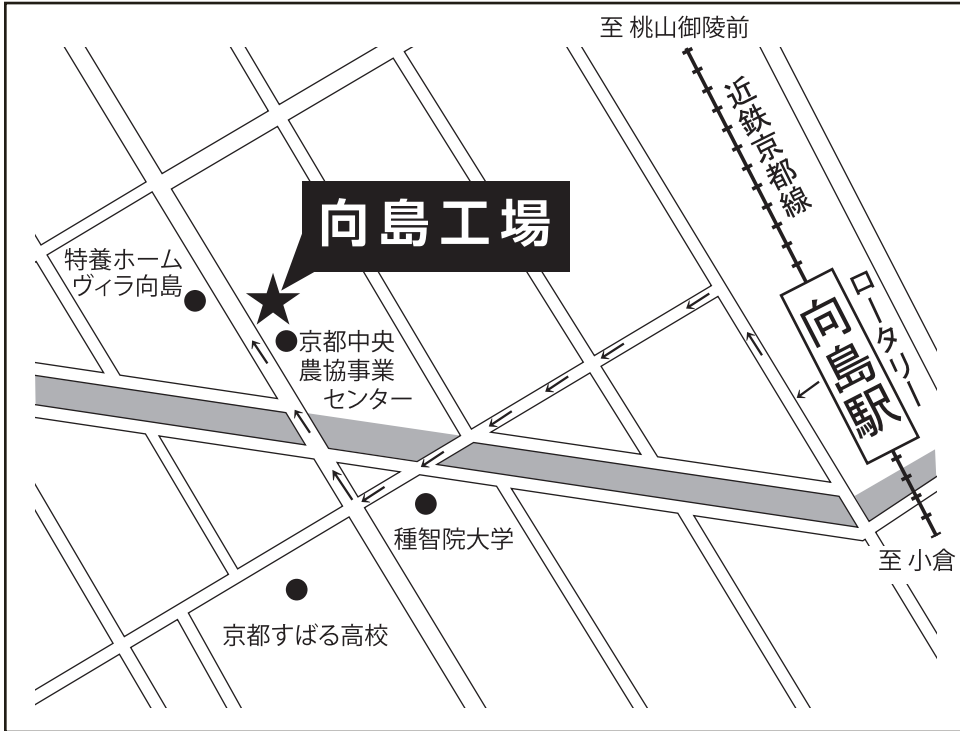 至 桃山御陵前
近鉄京都線
向島工場
特養ホーム
ヴィラ向島
ロータリー
向島駅
京都中央
農協事業
センター
種智院大学
至 小倉
京都すばる高校